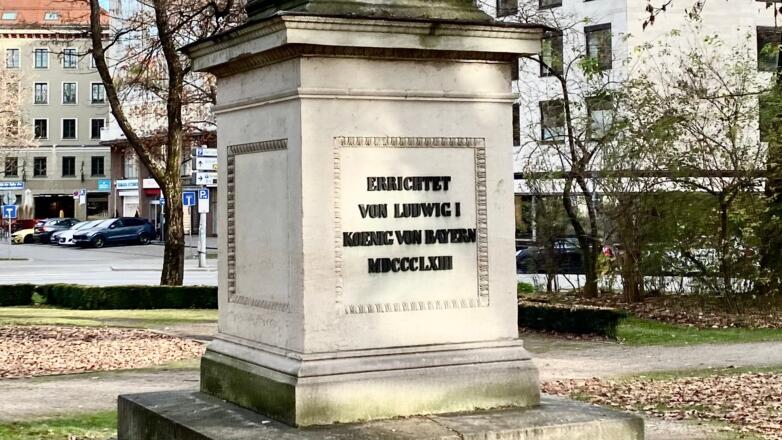 ERRICHTET
VON LUDWIG I
KOENIG VON BAYERN
MDCCCLXIII